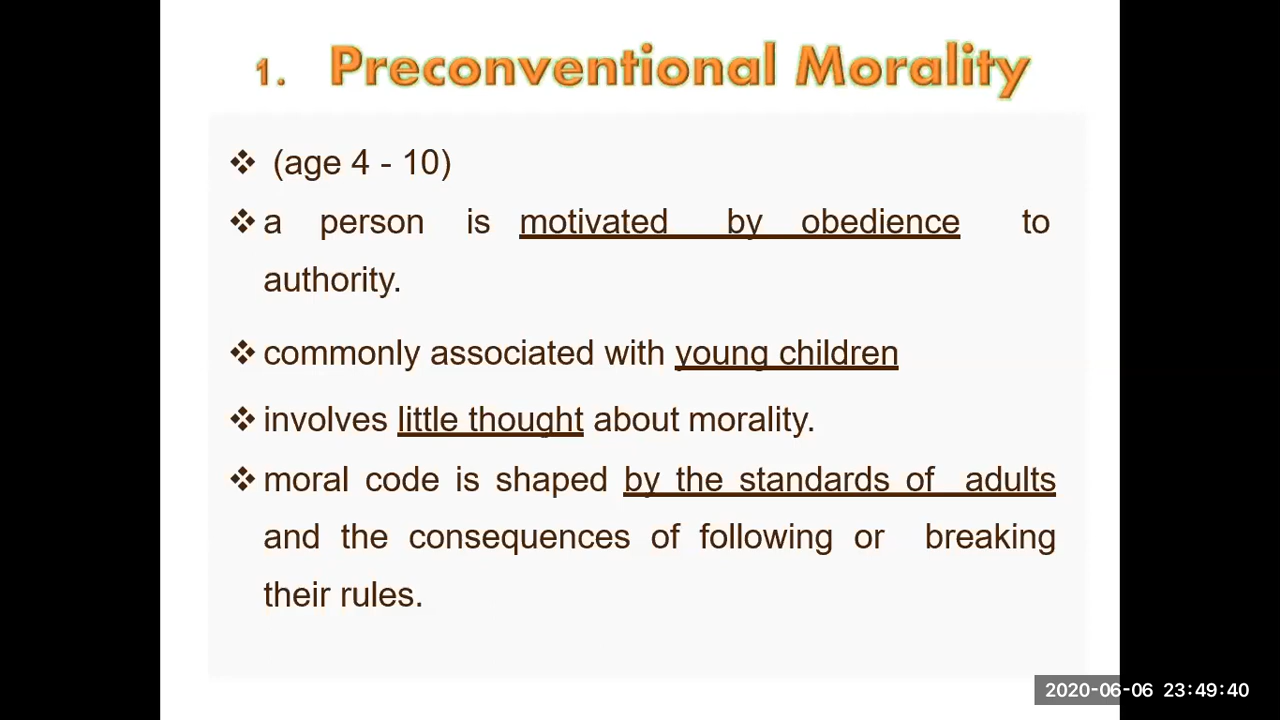 1. Preconventional Morality
❖ (age 4 - 10)
❖ a person is motivated by obedience to
authority.
❖ commonly associated with young children
❖ involves little thought about morality.
❖ moral code is shaped by the standards of adults
and the consequences of following or breaking
their rules.
2020-06-06 23:49:40